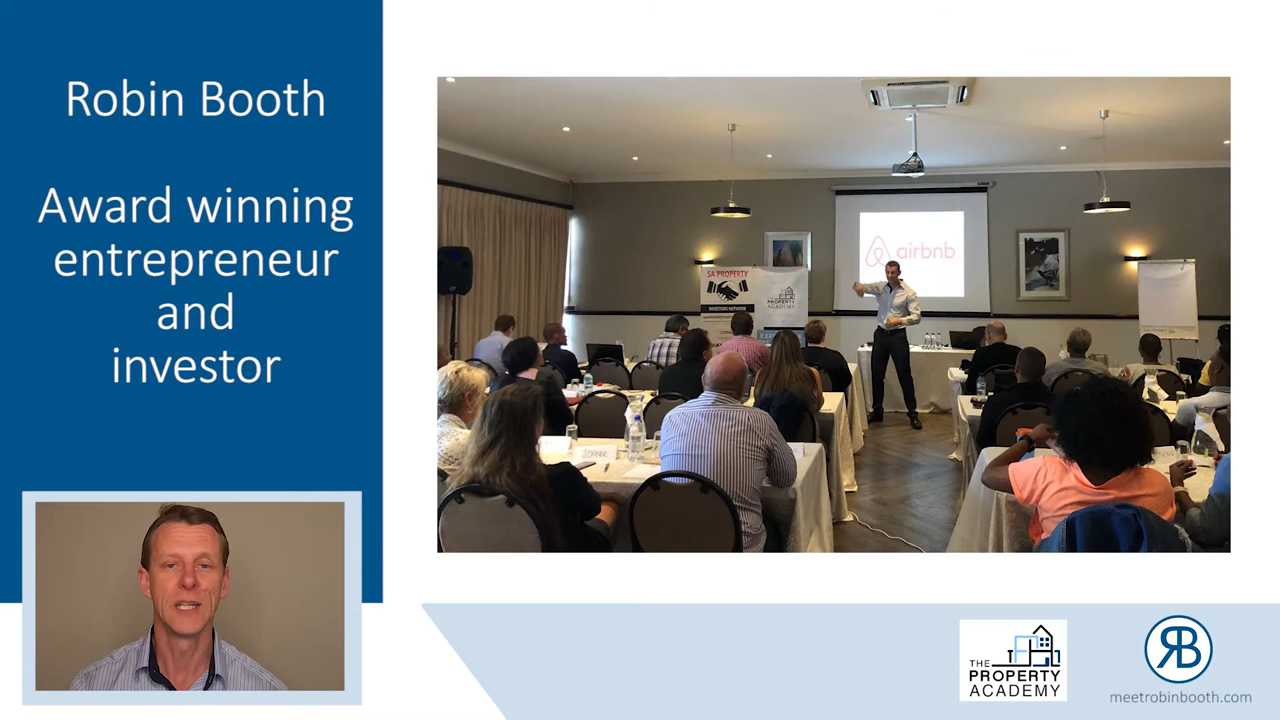 Robin Booth
Award winning
entrepreneur
and
investor
airbnb
SA PROPERTY
INVESTORS NETWORK
PROPERTY
ACADEMY
JOANNE
THE
PROPERTY
ACADEMY
RB
meetrobinbooth.com